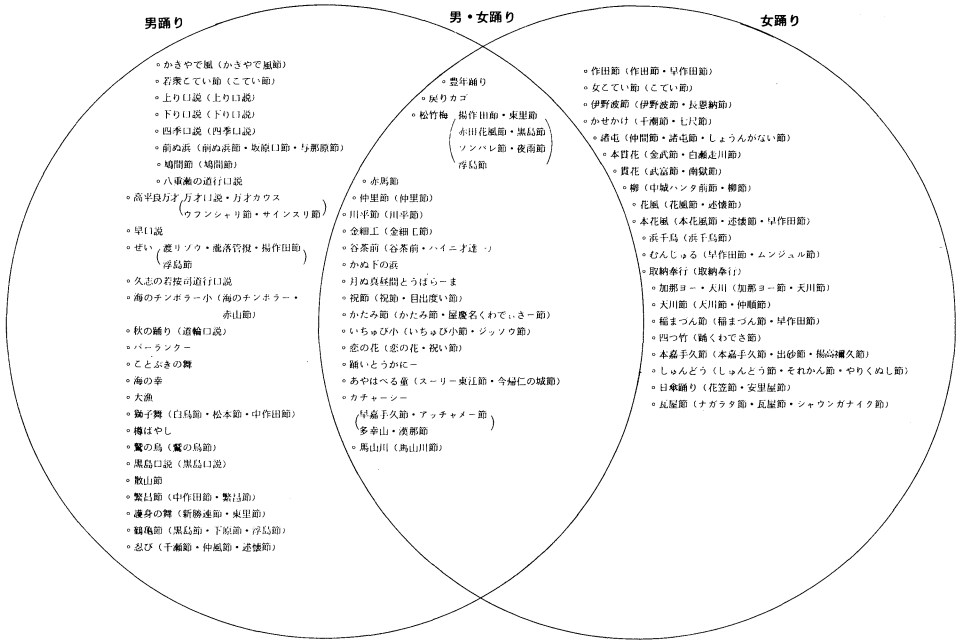 男踊り
◦かぎやで風（かぎやで風節）
◦若衆こてい節（こてい節）
◦上り口説（上り口説）
◦下り口説（下り口説）
◦四季口説（四季口説）
◦前ぬ浜（前ぬ浜節・坂原口節・与那原節）
◦鳩間節（鳩間節）
◦八重瀬の道行口説
◦高平良万才（万才口説・万才カウス
ウフンシャリ節・サインスリ節）
◦早口説
◦ぜい（渡リゾウ・瀧落菅撹・揚作田節
浮島節）
◦久志の若按司道行口説
◦海のチンボラー小（海のチンボラー・
赤山節）
◦秋の踊り（道輪口説）
◦パーランクー
◦ことぶきの舞
◦海の幸
◦大漁
◦獅子舞（白鳥節・松本節・中作田節）
◦樽ばやし
◦鷲の鳥（鷲の鳥節）
◦黒島口説（黒島口説）
◦散山節
◦繁昌節（中作田節・繁昌節）
◦護身の舞（新勝連節・東里節）
◦鶴亀節（黒島節・下原節・浮島節）
◦忍び（干瀬節・仲風節・述懐節）
男・女踊り
◦豊年踊り
◦戻りカゴ
◦松竹梅（揚作田節・東里節
赤田花風節・黒島節
ソンバレ節・夜雨節
浮島節）
◦赤馬節
◦仲里節（仲里節）
◦川平節（川平節）
◦金細工（金細工節）
◦谷茶前（谷茶前・ハイニオ達一）
◦かぬ下の浜
◦月ぬ真昼間とうばらーま
◦祝節（祝節・目出度い節）
◦かたみ節（かたみ節・屋慶名くわでぃさー節）
◦いちゅび小（いちゅび小節・ジッソウ節）
◦恋の花（恋の花・祝い節）
◦踊いとうかにー
◦あやはべる童（スーリー東江節・今帰仁の城節）
◦カチャーシー
（早嘉手久節・アッチャメー節
多幸山・漢那節）
◦馬山川（馬山川節）
女踊り
◦作田節（作田節・早作田節）
◦女こてい節（こてい節）
◦伊野波節（伊野波節・長恩納節）
◦かせかけ（干瀬節・七尺節）
◦諸屯（仲間節・諸屯節・しょうんがない節）
◦本貫花（金武節・白瀬走川節）
◦貫花（武富節・南獄節）
◦柳（中城ハンタ前節・柳節）
◦花風（花風節・述懐節）
◦本花風（本花風節・述懐節・早作田節）
◦浜千鳥（浜千鳥節）
◦むんじゅる（早作田節・ムンジュル節）
◦取納奉行（取納奉行）
◦加那ヨー・天川（加那ヨー節・天川節）
◦天川節（天川節・仲順節）
◦稲まづん節（稲まづん節・早作田節）
◦四つ竹（踊くわでさ節）
◦本嘉手久節（本嘉手久節・出砂節・揚高禰久節）
◦しゅんどう（しゅんとう節・それかん節・やりくぬし節）
◦日傘踊り（花笠節・安里屋節）
◦瓦屋節（ナガラタ節・瓦屋節・シャウンガナイク節）